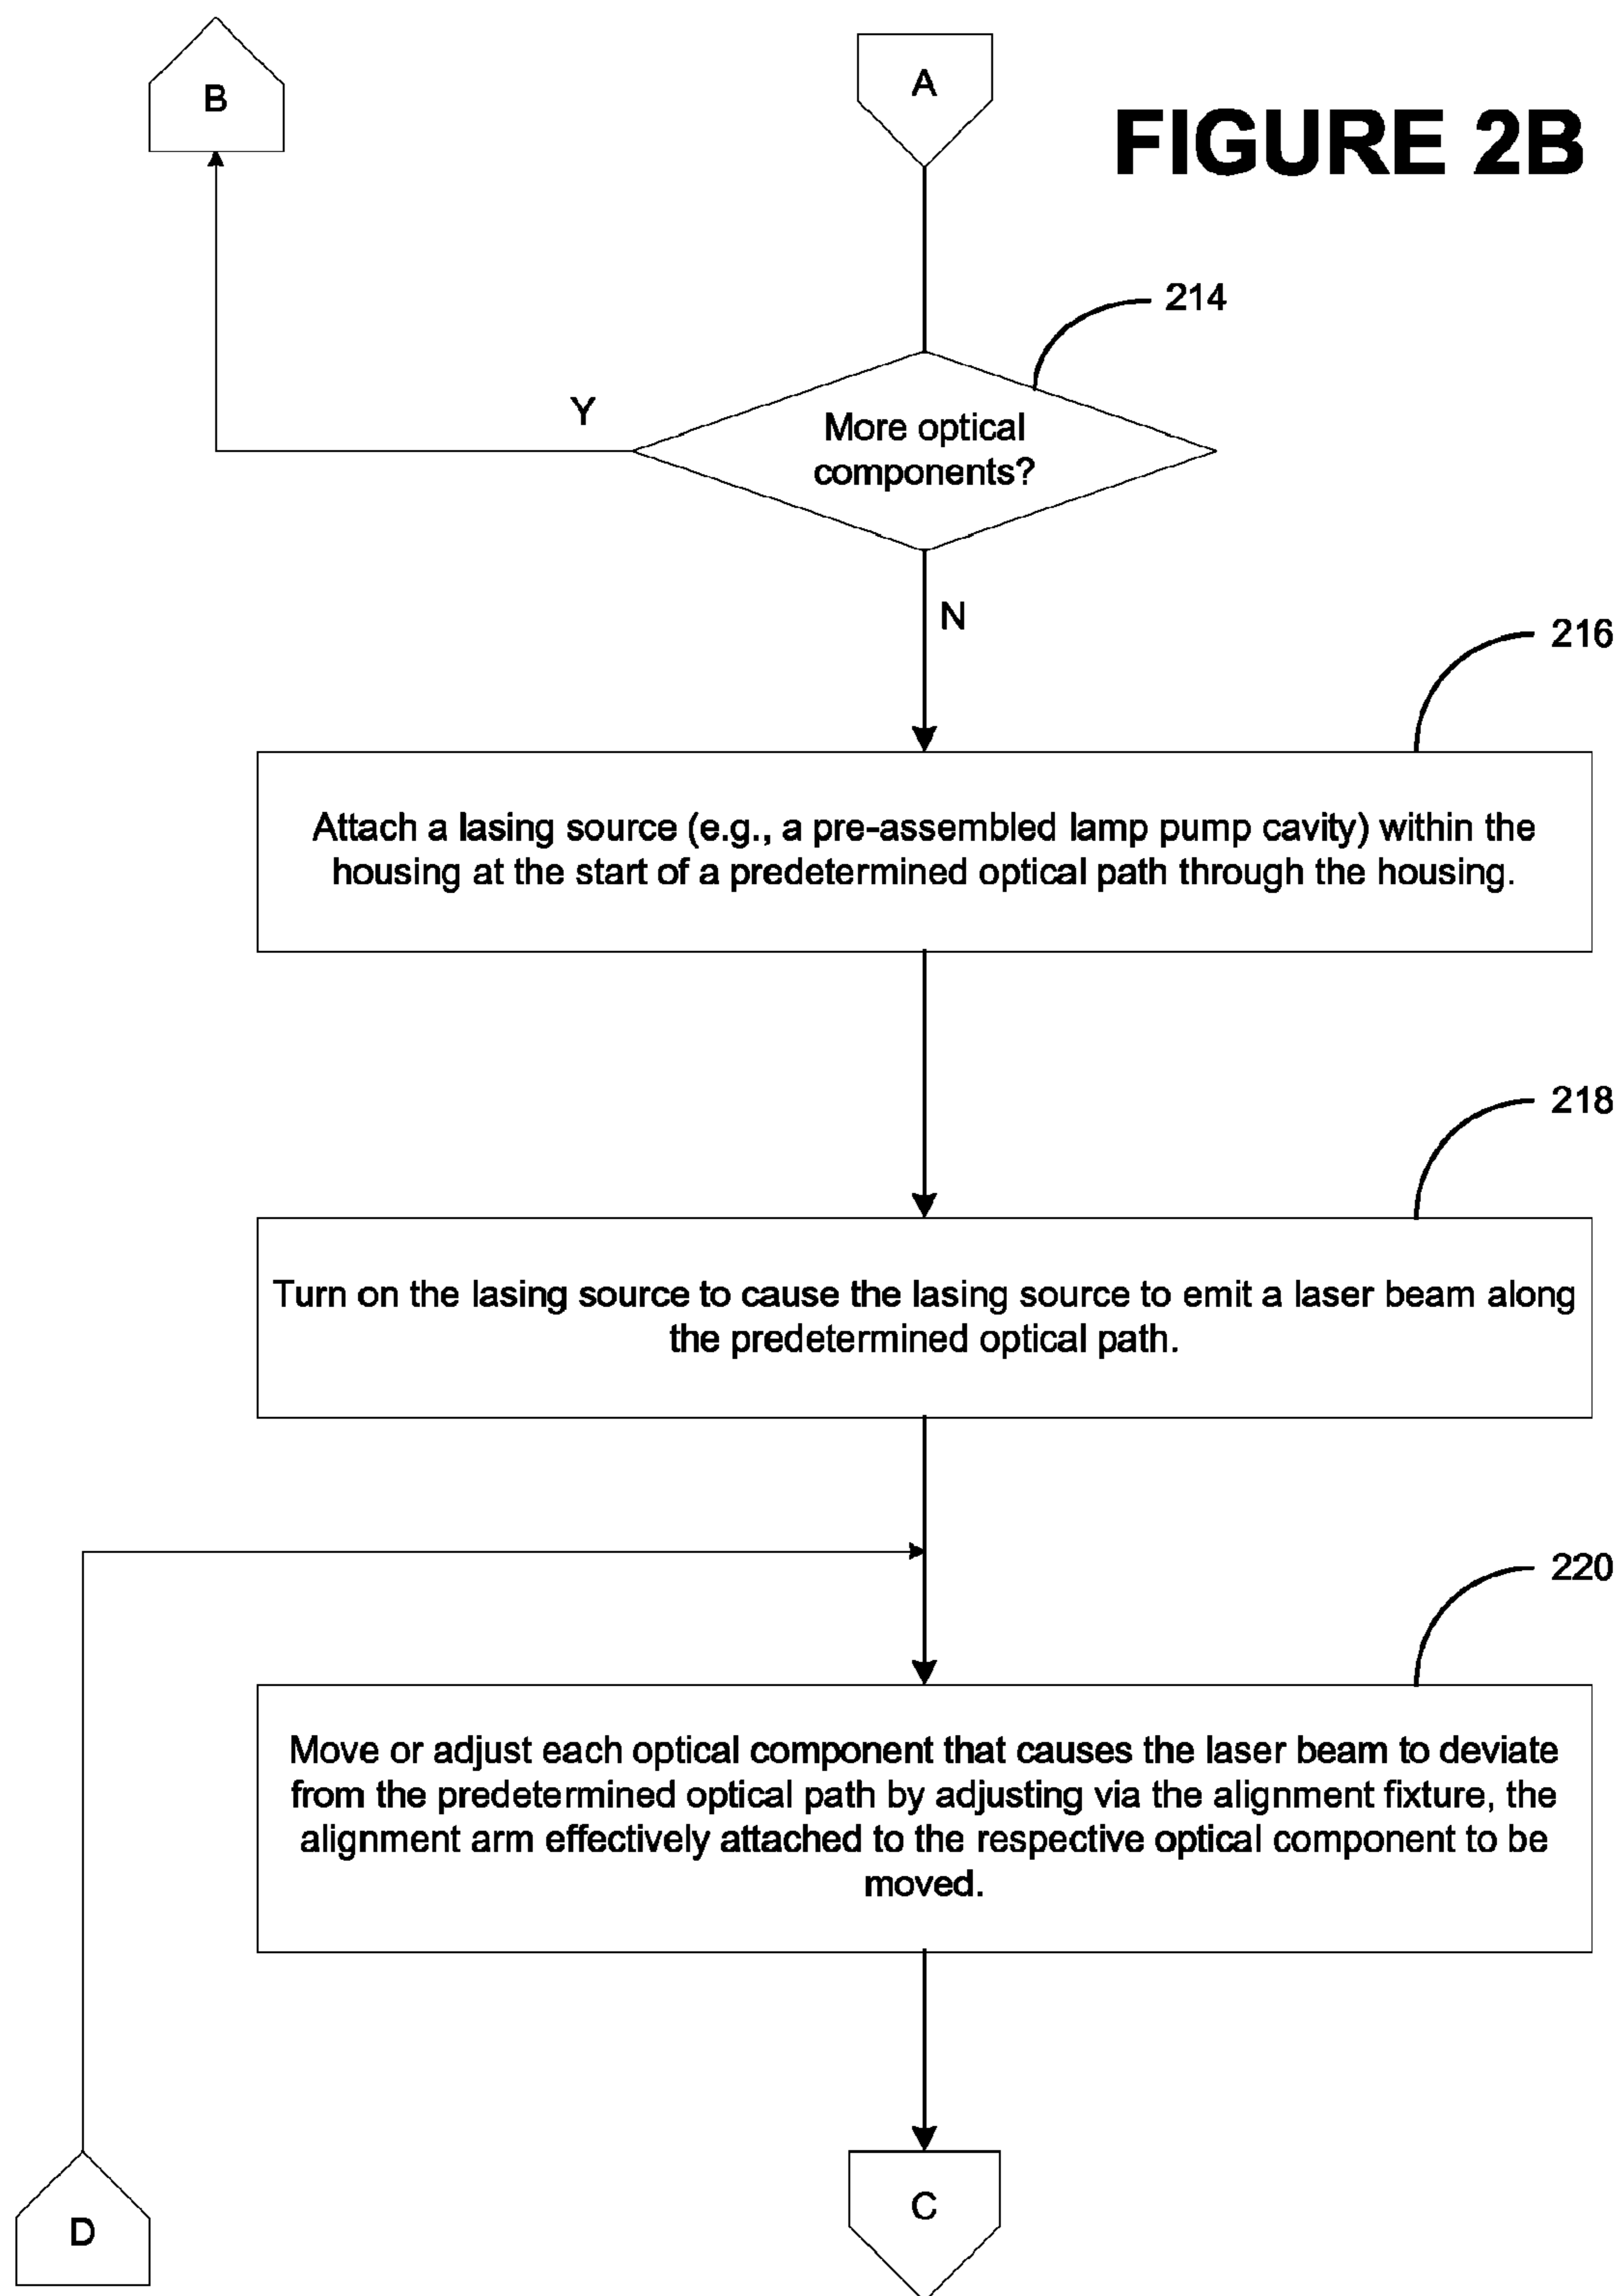 B
A
FIGURE 2B
214
Y
More optical
components?
N
216
Attach a lasing source (e.g., a pre-assembled lamp pump cavity) within the
housing at the start of a predetermined optical path through the housing.
218
Turn on the lasing source to cause the lasing source to emit a laser beam along
the predetermined optical path.
220
Move or adjust each optical component that causes the laser beam to deviate
from the predetermined optical path by adjusting via the alignment fixture, the
alignment arm effectively attached to the respective optical component to be
moved.
D
C